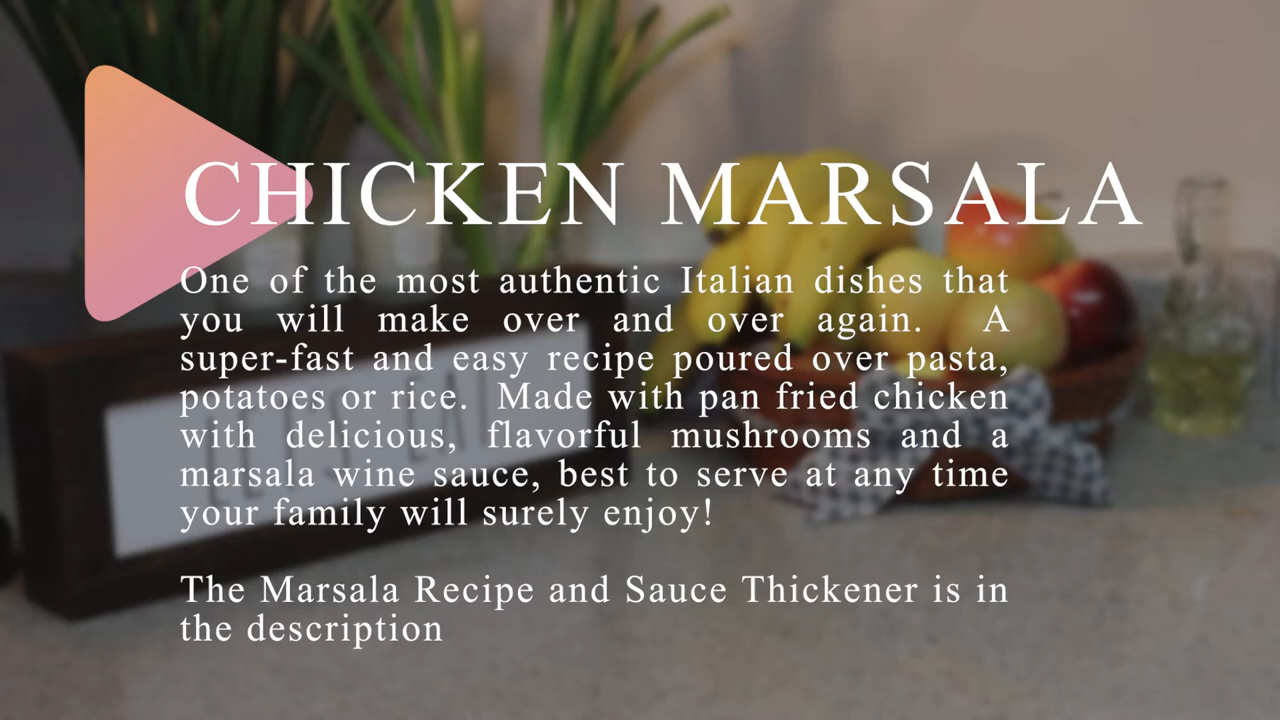 CHICKEN MARSALA
One of the most authentic Italian dishes that
you will make over and over again. A
super-fast and easy recipe poured over pasta,
potatoes or rice. Made with pan fried chicken
with delicious, flavorful mushrooms and a
marsala wine sauce, best to serve at any time
your family will surely enjoy!
The Marsala Recipe and Sauce Thickener is in
the description